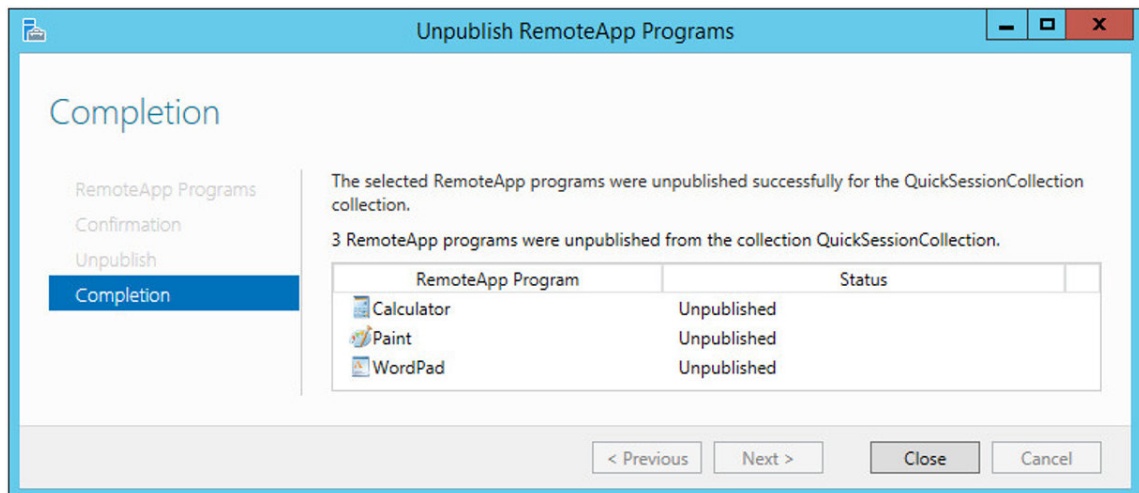 Unpublish RemoteApp Programs
Completion
RemoteApp Programs
Confirmation
Unpublish
Completion
The selected RemoteApp programs were unpublished successfully for the QuickSessionCollection
collection.
3 RemoteApp programs were unpublished from the collection QuickSessionCollection.
RemoteApp Program Status
Calculator Unpublished
Paint Unpublished
WordPad Unpublished
< Previous Next > Close Cancel